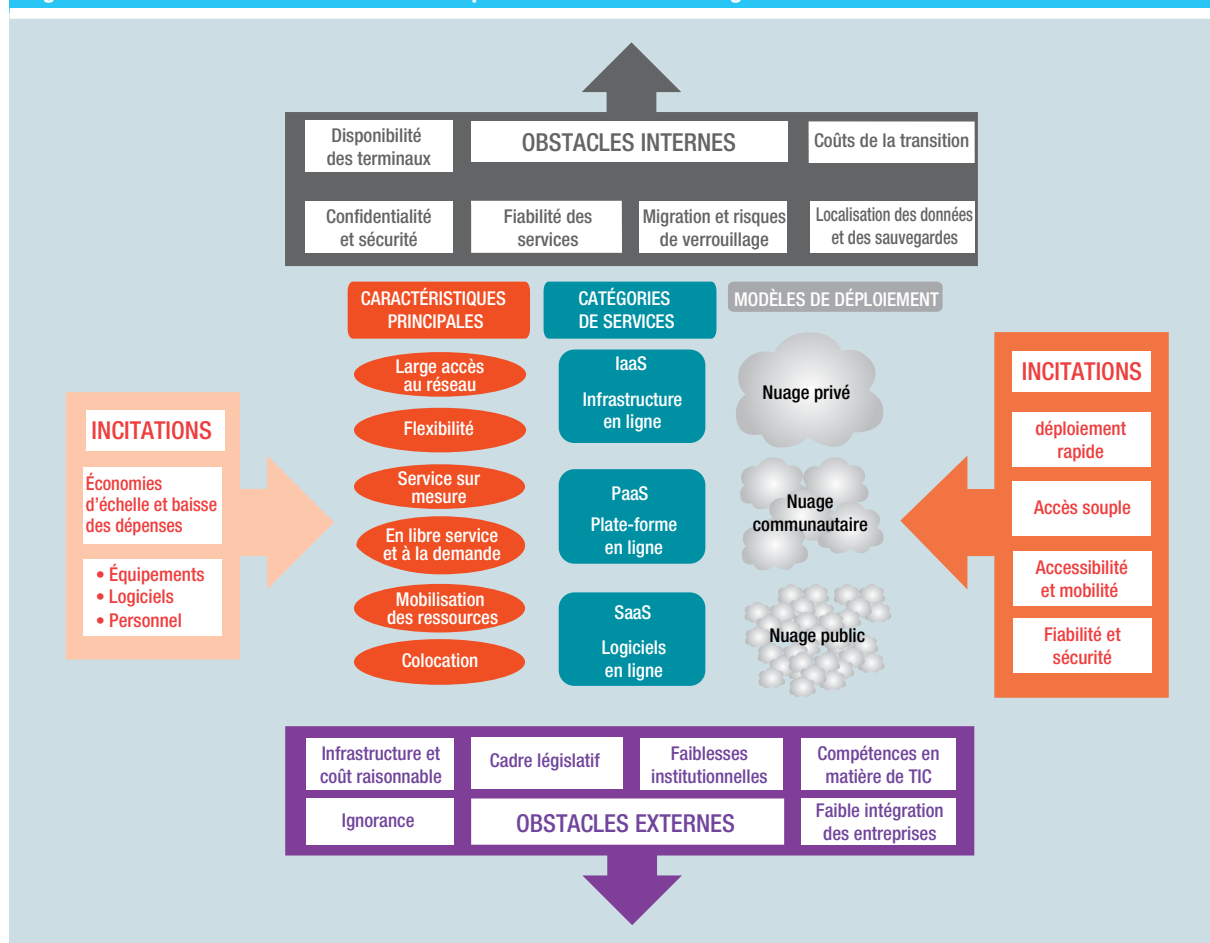 Disponibilité
des terminaux
OBSTACLES INTERNES
Coûts de la transition
Confidentialité
et sécurité
Fiabilité des
services
Migration et risques
de verrouillage
Localisation des données
et des sauvegardes
CARACTÉRISTIQUES
PRINCIPALES
Large accès
au réseau
Flexibilité
Service sur
mesure
En libre service
et à la demande
Mobilisation
des ressources
Colocation
CATÉGORIES
DE SERVICES
IaaS
Infrastructure
en ligne
PaaS
Plate-forme
en ligne
SaaS
Logiciels
en ligne
MODÈLES DE DÉPLOIEMENT
Nuage privé
Nuage
communautaire
Nuage public
INCITATIONS
Économies
d'échelle et baisse
des dépenses
• Équipements
• Logiciels
• Personnel
INCITATIONS
déploiement
rapide
Accès souple
Accessibilité
et mobilité
Fiabilité et
sécurité
Infrastructure et
coût raisonnable
Cadre législatif
Faiblesses
institutionnelles
Compétences en
matière de TIC
Ignorance
OBSTACLES EXTERNES
Faible intégration
des entreprises